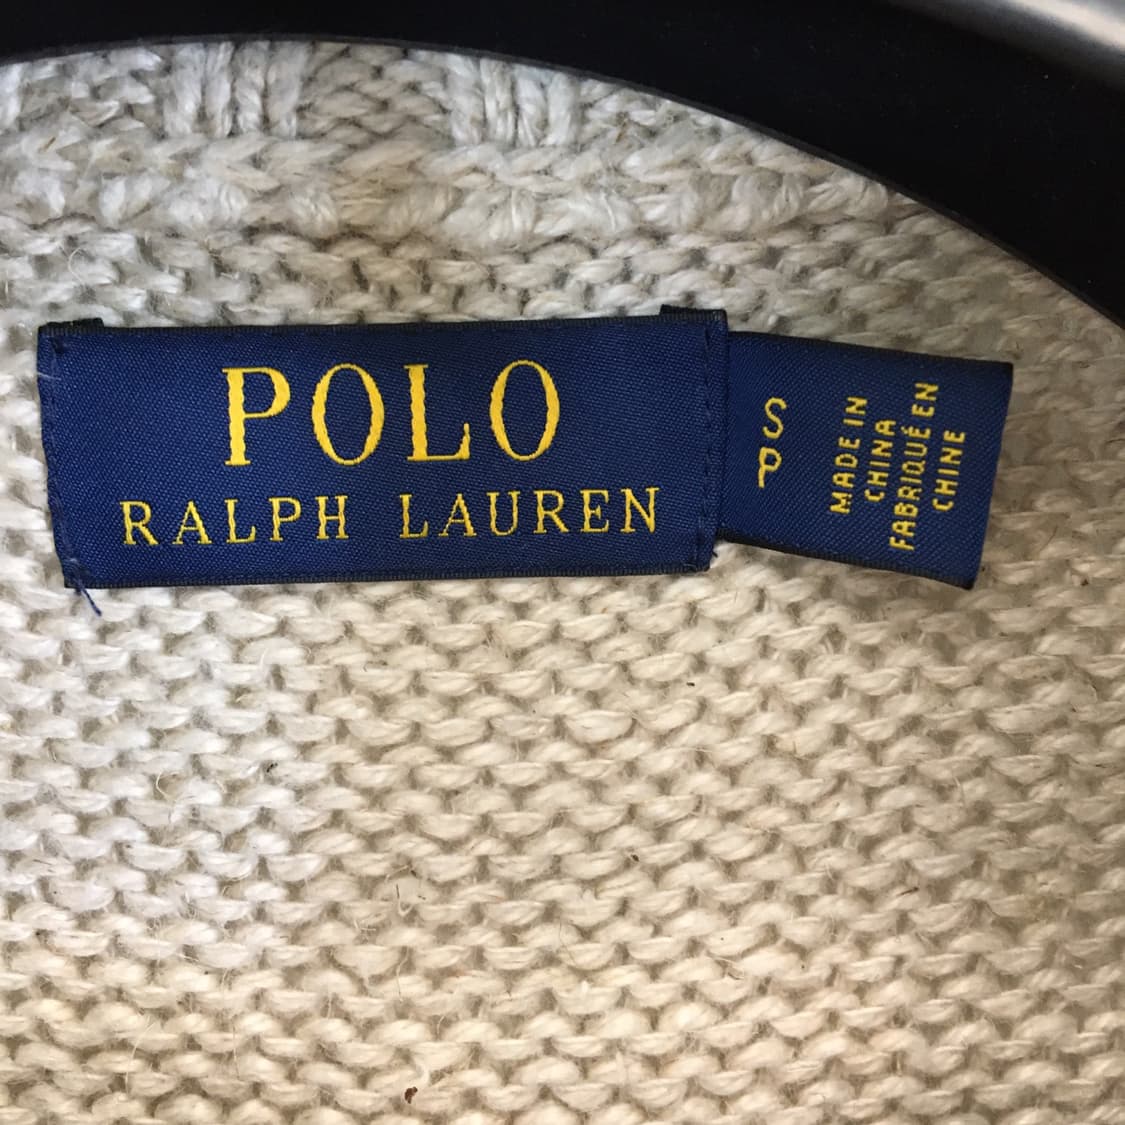 POLO
RALPH LAUREN
S P
MADE IN
CHINA
FABRIQUÉ EN
CHINE